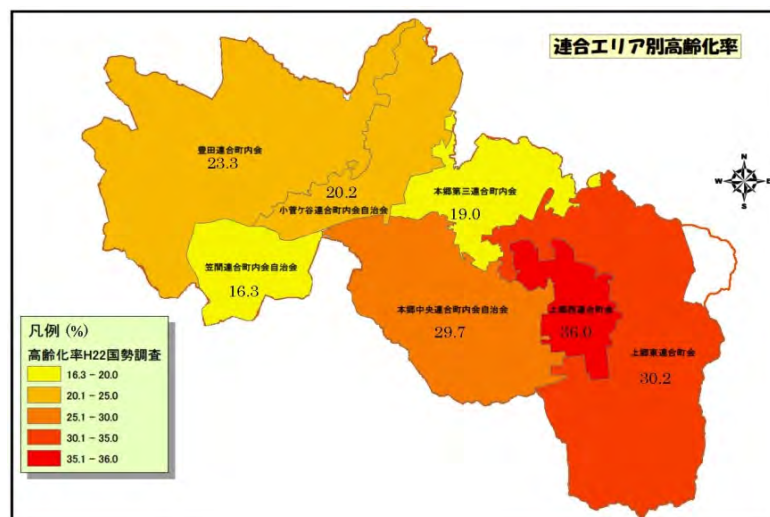 連合エリア別高齢化率
N
W
E
S
豊田連合町内会
23.3
20.2
小菅ケ谷連合町内会自治会
本郷第三連合町内会
19.0
笠間連合町内会自治会
16.3
本郷中央連合町内会自治会
29.7
上郷西連合町会
36.0
上郷東連合町会
30.2
凡例 (%)
高齢化率H22国勢調査
16.3 - 20.0
20.1 - 25.0
25.1 - 30.0
30.1 - 35.0
35.1 - 36.0